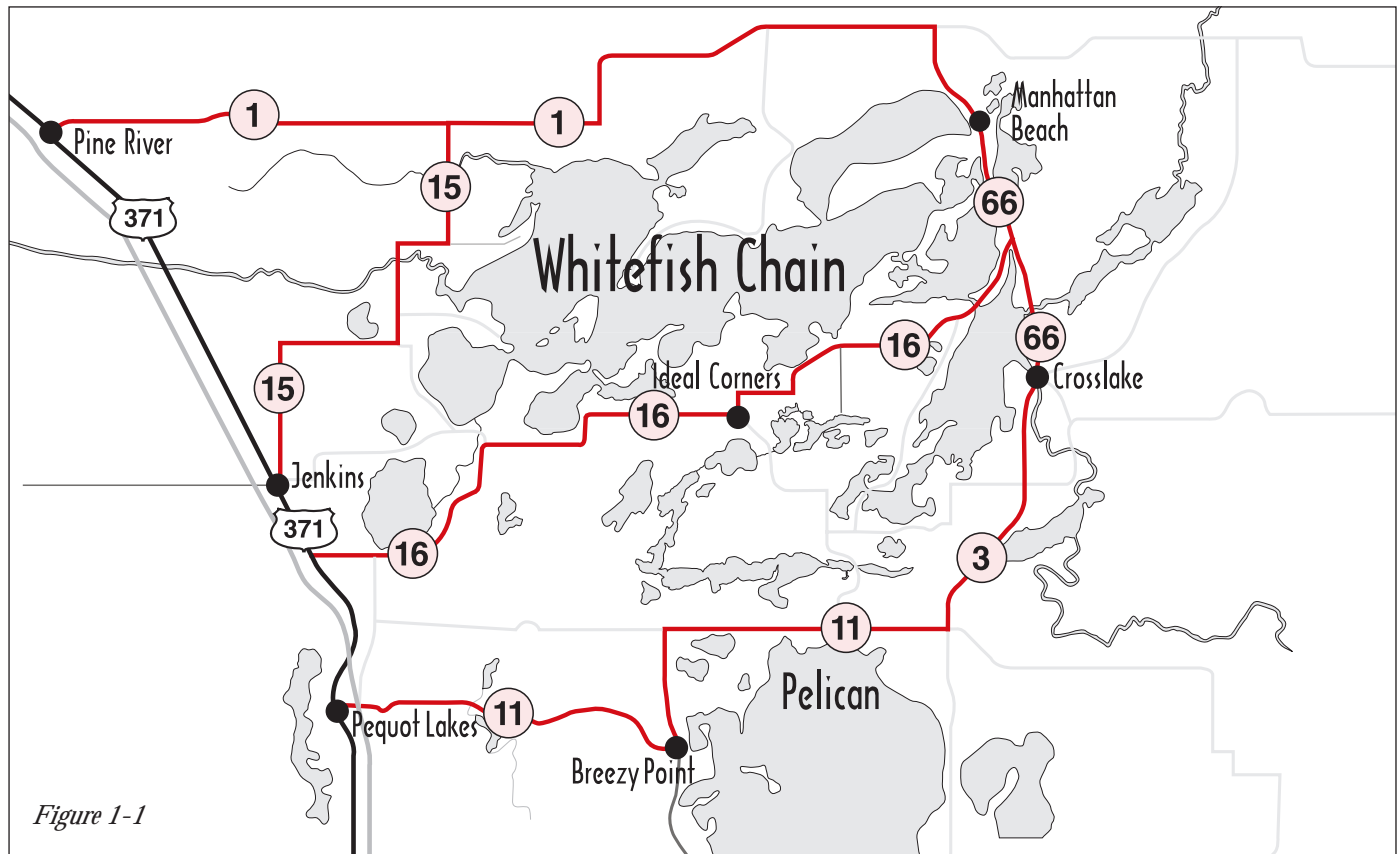 Manhattan
Beach
1
1
Pine River
15
66
371
Whitefish Chain
66
16
Ideal Corners
Crosslake
15
16
Jenkins
371
16
3
11
Pelican
11
Pequot Lakes
Breezy Point
Figure 1-1